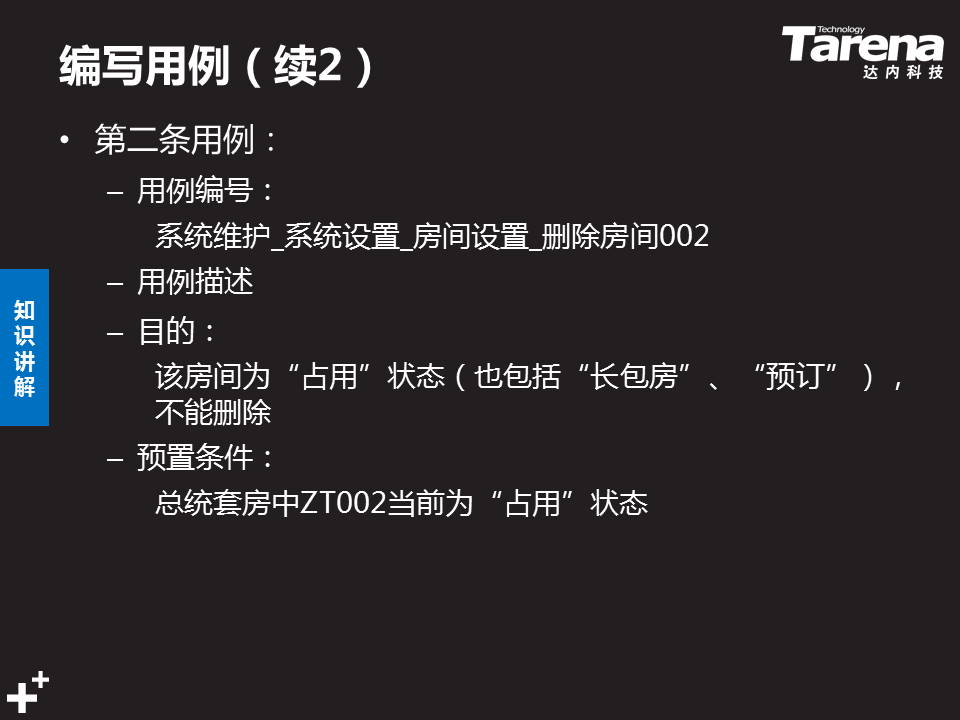 编写用例（续2）
Technology
Tarena
达内科技
• 第二条用例：
– 用例编号：
系统维护_系统设置_房间设置_删除房间002
– 用例描述
– 目的：
该房间为“占用”状态（也包括“长包房”、“预订”），
不能删除
– 预置条件：
总统套房中ZT002当前为“占用”状态
知
识
讲
解